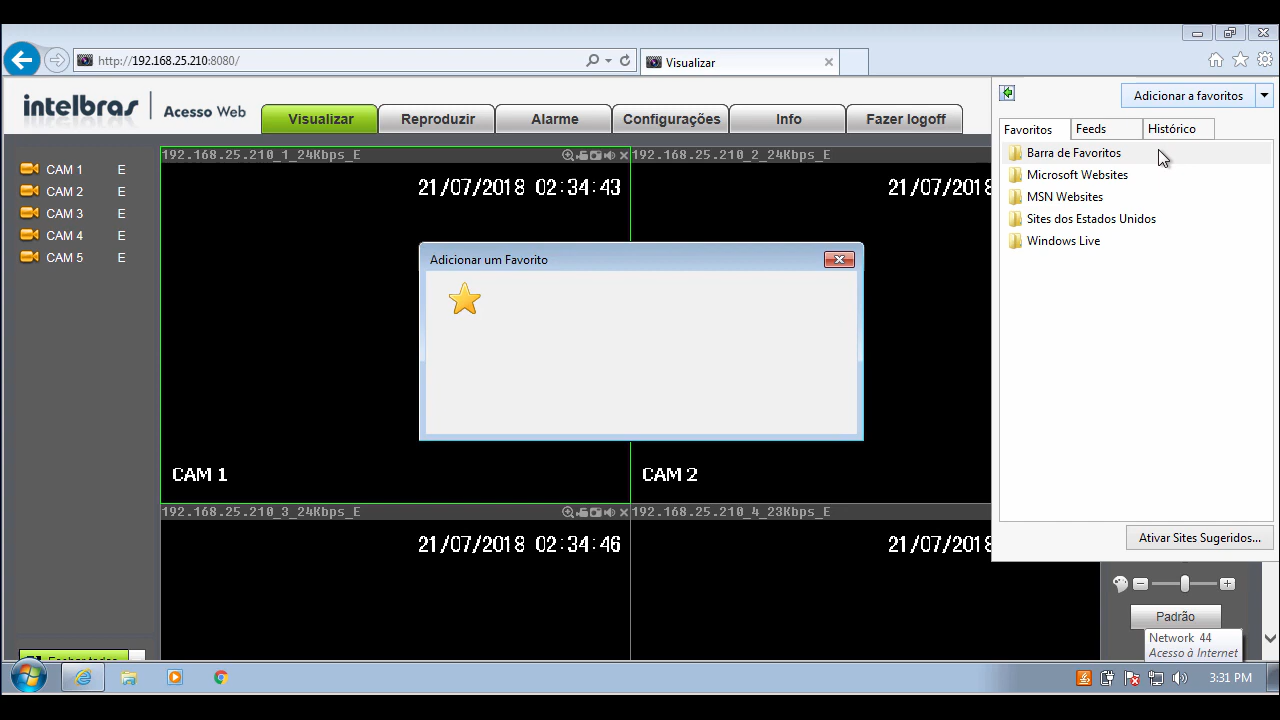 http://192.168.25.210:8080/
Visualizar
intelbras
Acesso Web
Visualizar
Reproduzir
Alarme
Configurações
Info
Fazer logoff
Adicionar a favoritos
Favoritos
Feeds
Histórico
Barra de Favoritos
Microsoft Websites
MSN Websites
Sites dos Estados Unidos
Windows Live
Ativar Sites Sugeridos...
CAM 1 E
CAM 2 E
CAM 3 E
CAM 4 E
CAM 5 E
192.168.25.210_1_24Kbps_E
21/07/2018 02:34:43
CAM 1
192.168.25.210_2_24Kbps_E
21/07/2018
CAM 2
Adicionar um Favorito
192.168.25.210_3_24Kbps_E
21/07/2018 02:34:46
192.168.25.210_4_23Kbps_E
21/07/2018
Padrão
Network 44
Acesso à Internet
Fechar todos
3:31 PM